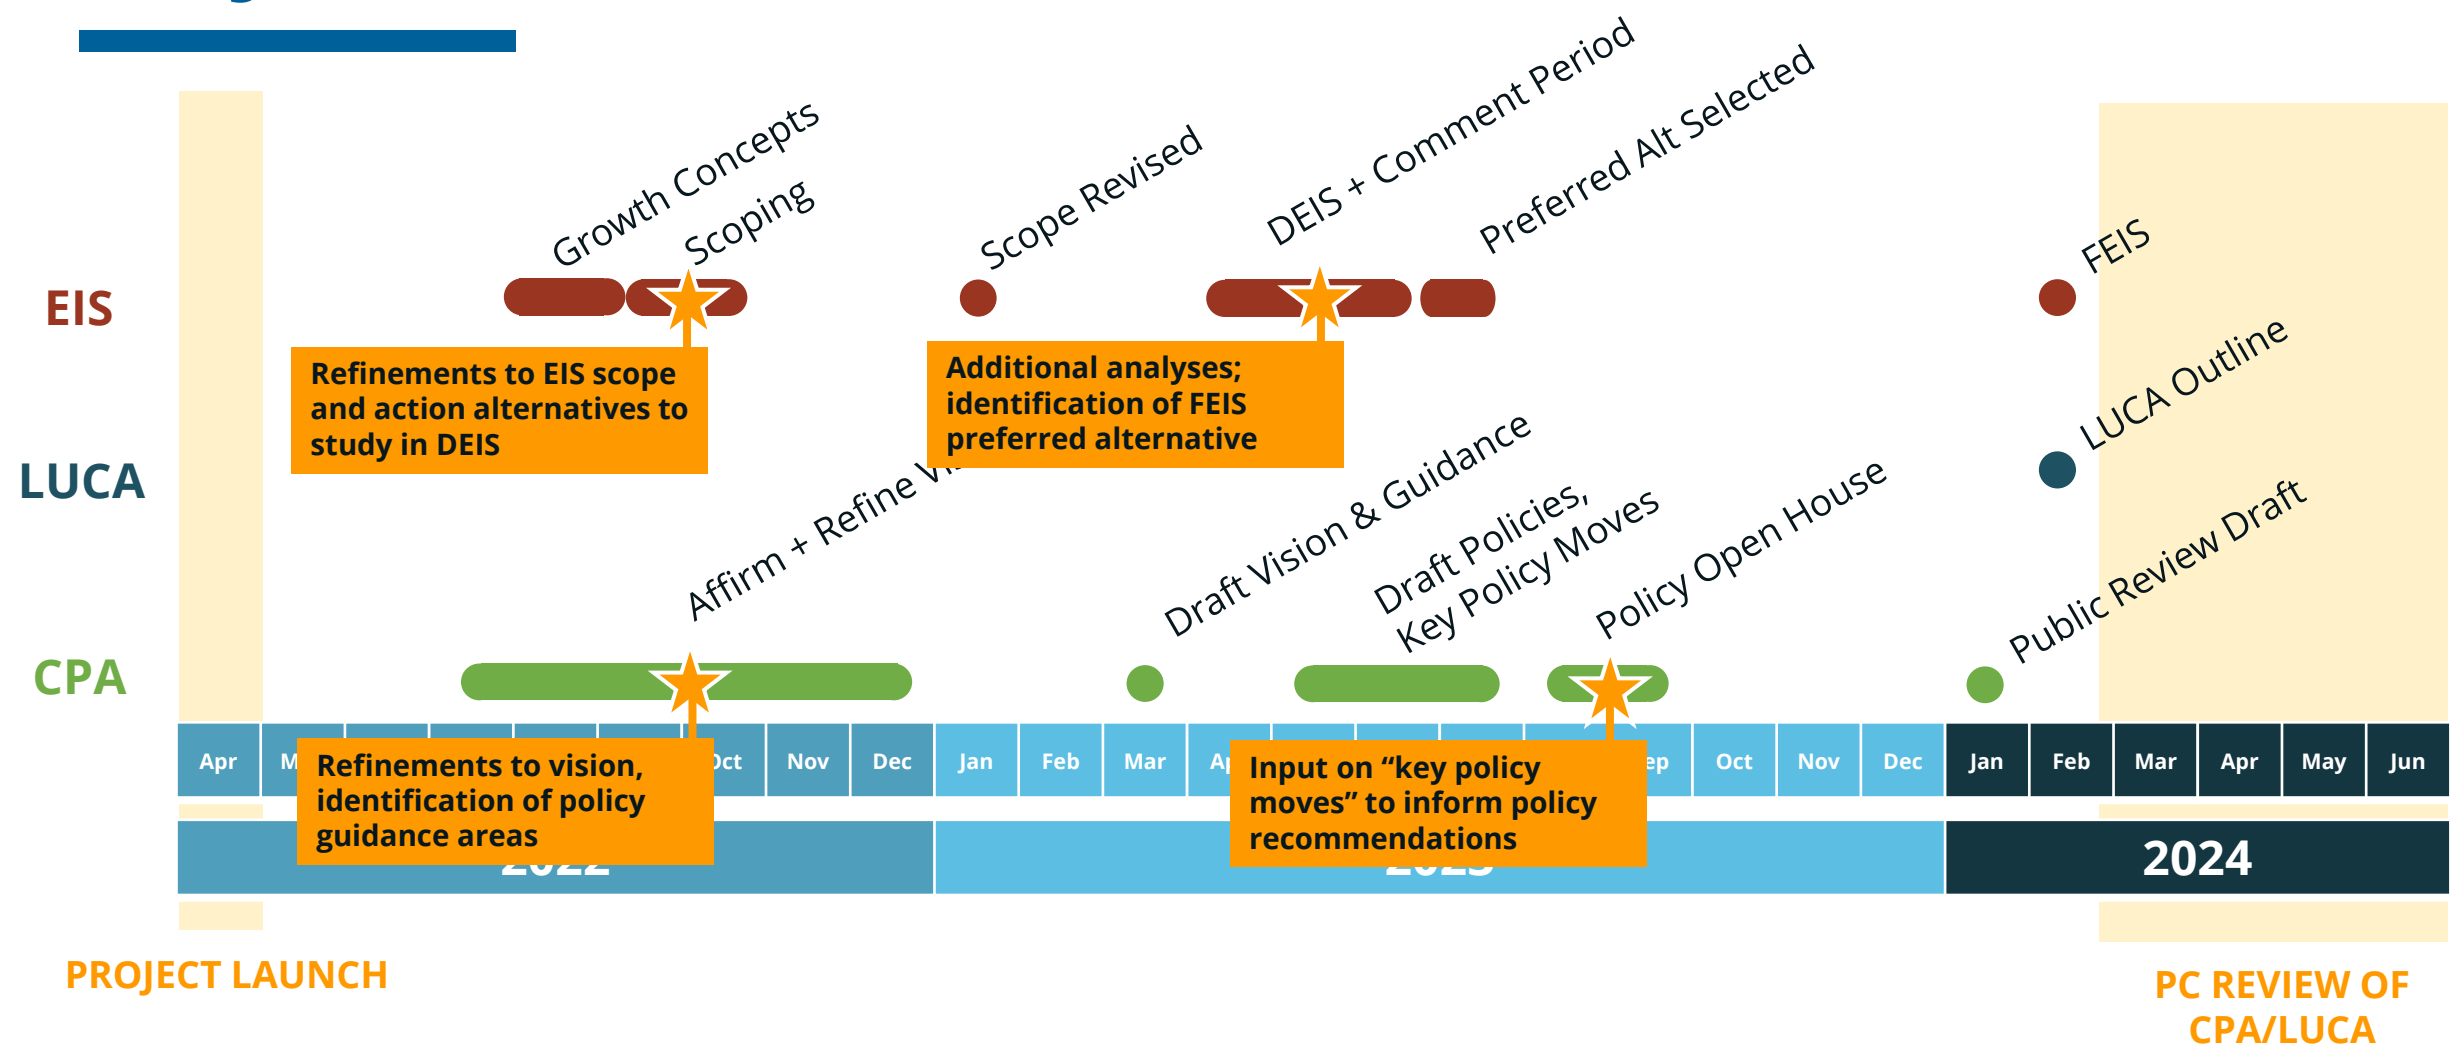 Growth Concepts
Scoping
Scope Revised
DEIS + Comment Period
Preferred Alt Selected
FEIS
EIS
Refinements to EIS scope
and action alternatives to
study in DEIS
Additional analyses;
identification of FEIS
preferred alternative
LUCA Outline
LUCA
Affirm + Refine
Draft Vision & Guidance
Draft Policies,
Key Policy Moves
Policy Open House
Public Review Draft
CPA
Apr
Oct Nov Dec Jan Feb Mar
Oct Nov Dec Jan Feb Mar Apr May Jun
Refinements to vision,
identification of policy
guidance areas
Input on “key policy
moves” to inform policy
recommendations
2022
2023
2024
PROJECT LAUNCH
PC REVIEW OF
CPA/LUCA